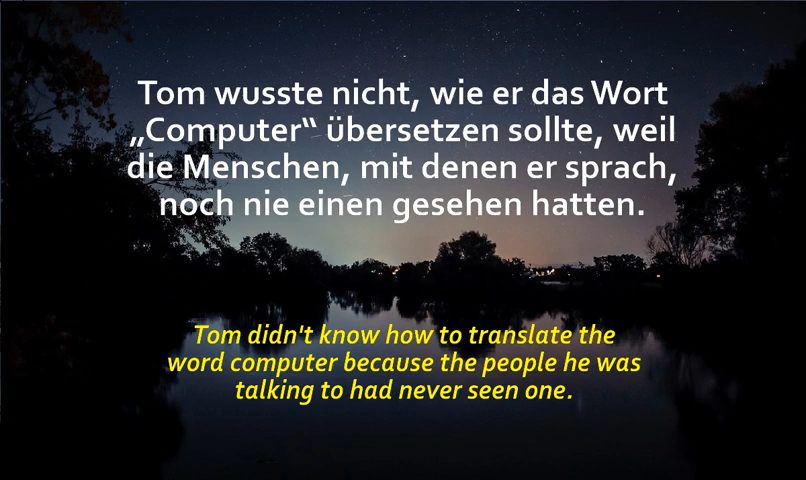 Tom wusste nicht, wie er das Wort
„Computer“ übersetzen sollte, weil
die Menschen, mit denen er sprach,
noch nie einen gesehen hatten.
Tom didn't know how to translate the
word computer because the people he was
talking to had never seen one.